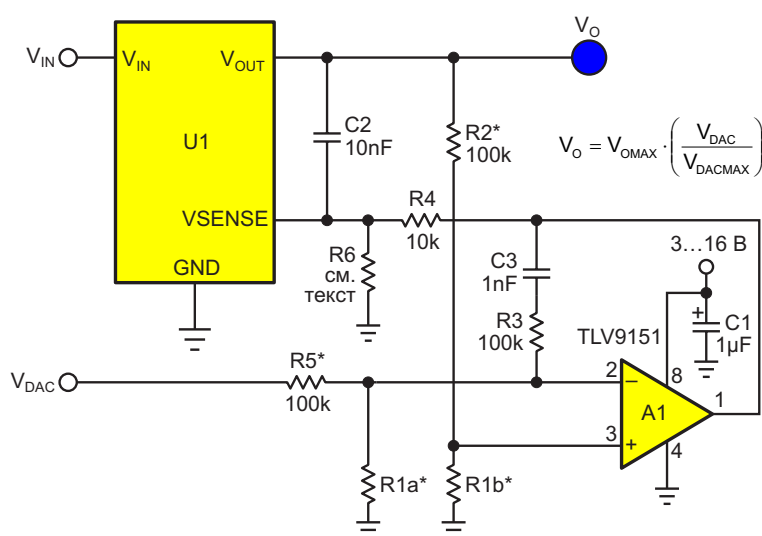 VO
VIN
VIN
VOUT
U1
C2
10nF
R2*
100k
VO = VOMAX · (VDAC / VDACMAX)
R4
10k
VSENSE
GND
R6
см.
текст
C3
1nF
3...16 В
R3
100k
TLV9151
+
C1
1µF
R5*
100k
VDAC
2
−
8
1
A1
3
+
4
R1a*
R1b*